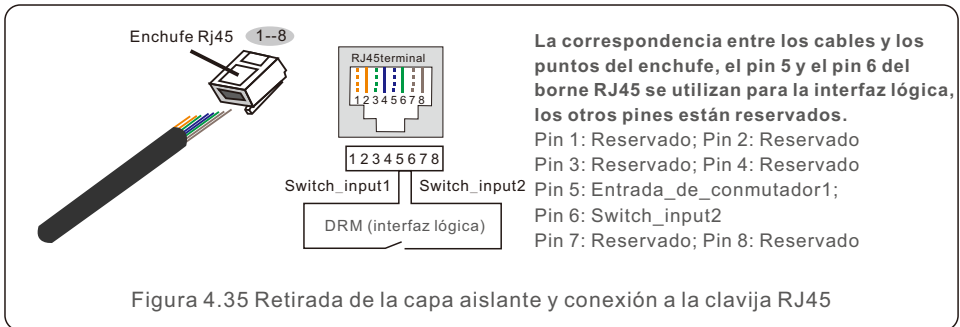 Enchufe Rj45 1--8
RJ45terminal
1 2 3 4 5 6 7 8
1 2 3 4 5 6 7 8
Switch_input1 Switch_input2
DRM (interfaz lógica)
La correspondencia entre los cables y los
puntos del enchufe, el pin 5 y el pin 6 del
borne RJ45 se utilizan para la interfaz lógica,
los otros pines están reservados.
Pin 1: Reservado; Pin 2: Reservado
Pin 3: Reservado; Pin 4: Reservado
Pin 5: Entrada_de_conmutador1;
Pin 6: Switch_input2
Pin 7: Reservado; Pin 8: Reservado
Figura 4.35 Retirada de la capa aislante y conexión a la clavija RJ45